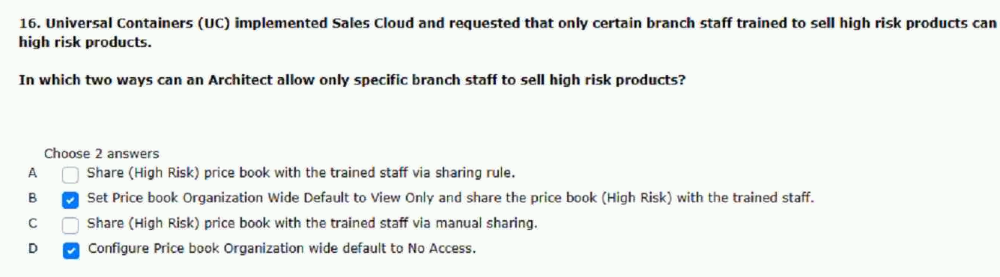 16. Universal Containers (UC) implemented Sales Cloud and requested that only certain branch staff trained to sell high risk products can
high risk products.
In which two ways can an Architect allow only specific branch staff to sell high risk products?
Choose 2 answers
A Share (High Risk) price book with the trained staff via sharing rule.
B Set Price book Organization Wide Default to View Only and share the price book (High Risk) with the trained staff.
C Share (High Risk) price book with the trained staff via manual sharing.
D Configure Price book Organization wide default to No Access.